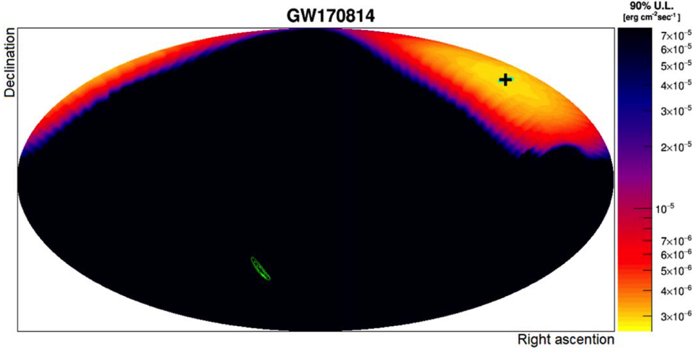 GW170814
90% U.L.
[erg cm⁻²sec⁻¹]
Declination
7×10⁻⁵
6×10⁻⁵
5×10⁻⁵
4×10⁻⁵
3×10⁻⁵
2×10⁻⁵
10⁻⁵
7×10⁻⁶
6×10⁻⁶
5×10⁻⁶
4×10⁻⁶
3×10⁻⁶
Right ascention